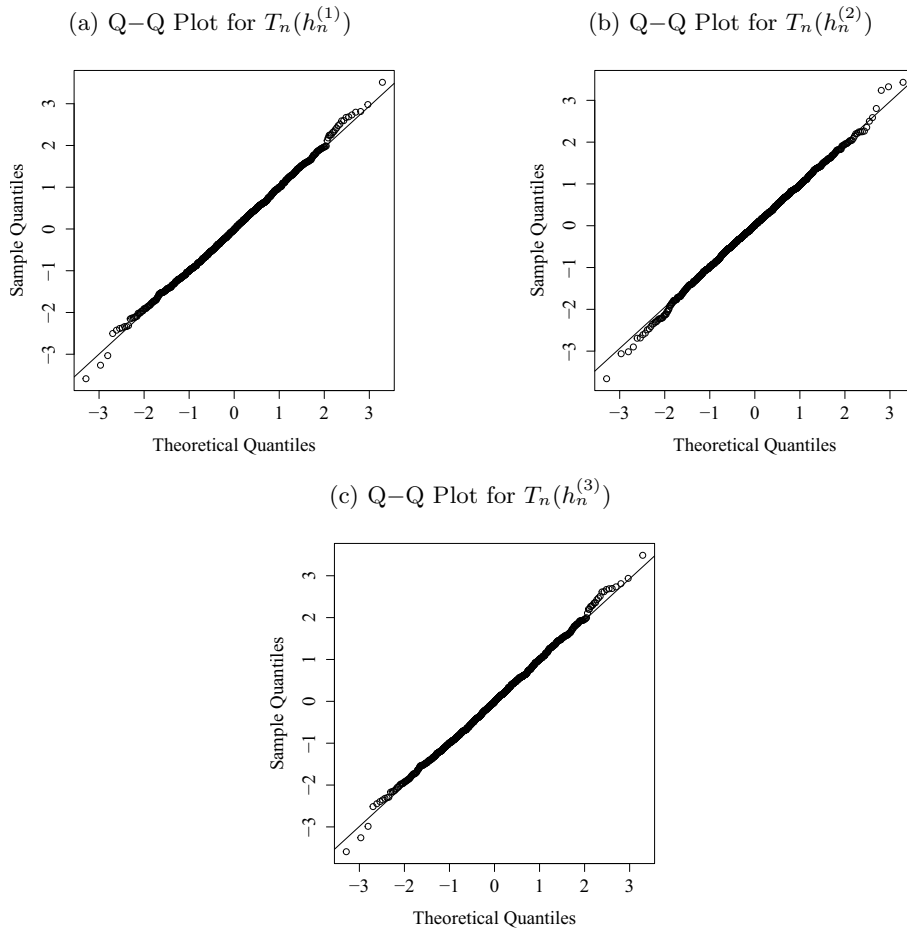 (a) Q−Q Plot for $T_n(h_n^{(1)})$
3
2
1
0
−1
−2
−3
Sample Quantiles
−3 −2 −1 0 1 2 3
Theoretical Quantiles
(b) Q−Q Plot for $T_n(h_n^{(2)})$
3
2
1
0
−1
−2
−3
Sample Quantiles
−3 −2 −1 0 1 2 3
Theoretical Quantiles
(c) Q−Q Plot for $T_n(h_n^{(3)})$
3
2
1
0
−1
−2
−3
Sample Quantiles
−3 −2 −1 0 1 2 3
Theoretical Quantiles